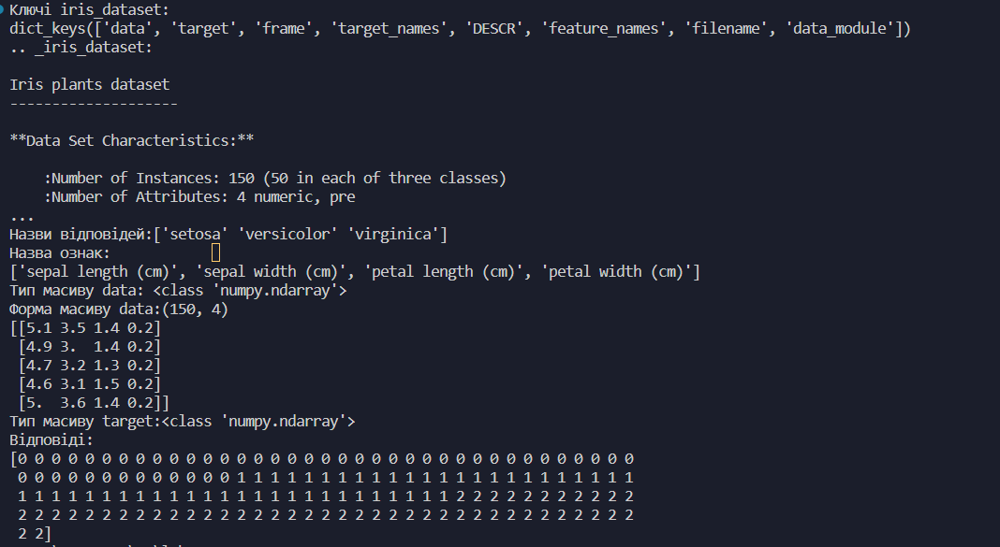 Ключі iris_dataset:
dict_keys(['data', 'target', 'frame', 'target_names', 'DESCR', 'feature_names', 'filename', 'data_module'])
.. _iris_dataset:
Iris plants dataset
--------------------
**Data Set Characteristics:**
    :Number of Instances: 150 (50 in each of three classes)
    :Number of Attributes: 4 numeric, pre
...
Назви відповідей:['setosa' 'versicolor' 'virginica']
Назва ознак:
['sepal length (cm)', 'sepal width (cm)', 'petal length (cm)', 'petal width (cm)']
Тип масиву data: <class 'numpy.ndarray'>
Форма масиву data:(150, 4)
[[5.1 3.5 1.4 0.2]
 [4.9 3.  1.4 0.2]
 [4.7 3.2 1.3 0.2]
 [4.6 3.1 1.5 0.2]
 [5.  3.6 1.4 0.2]]
Тип масиву target:<class 'numpy.ndarray'>
Відповіді:
[0 0 0 0 0 0 0 0 0 0 0 0 0 0 0 0 0 0 0 0 0 0 0 0 0 0 0 0 0 0 0 0 0 0 0 0 0
 0 0 0 0 0 0 0 0 0 0 0 0 0 1 1 1 1 1 1 1 1 1 1 1 1 1 1 1 1 1 1 1 1 1 1 1 1
 1 1 1 1 1 1 1 1 1 1 1 1 1 1 1 1 1 1 1 1 1 1 1 1 1 1 2 2 2 2 2 2 2 2 2 2 2
 2 2 2 2 2 2 2 2 2 2 2 2 2 2 2 2 2 2 2 2 2 2 2 2 2 2 2 2 2 2 2 2 2 2 2 2 2
 2 2]